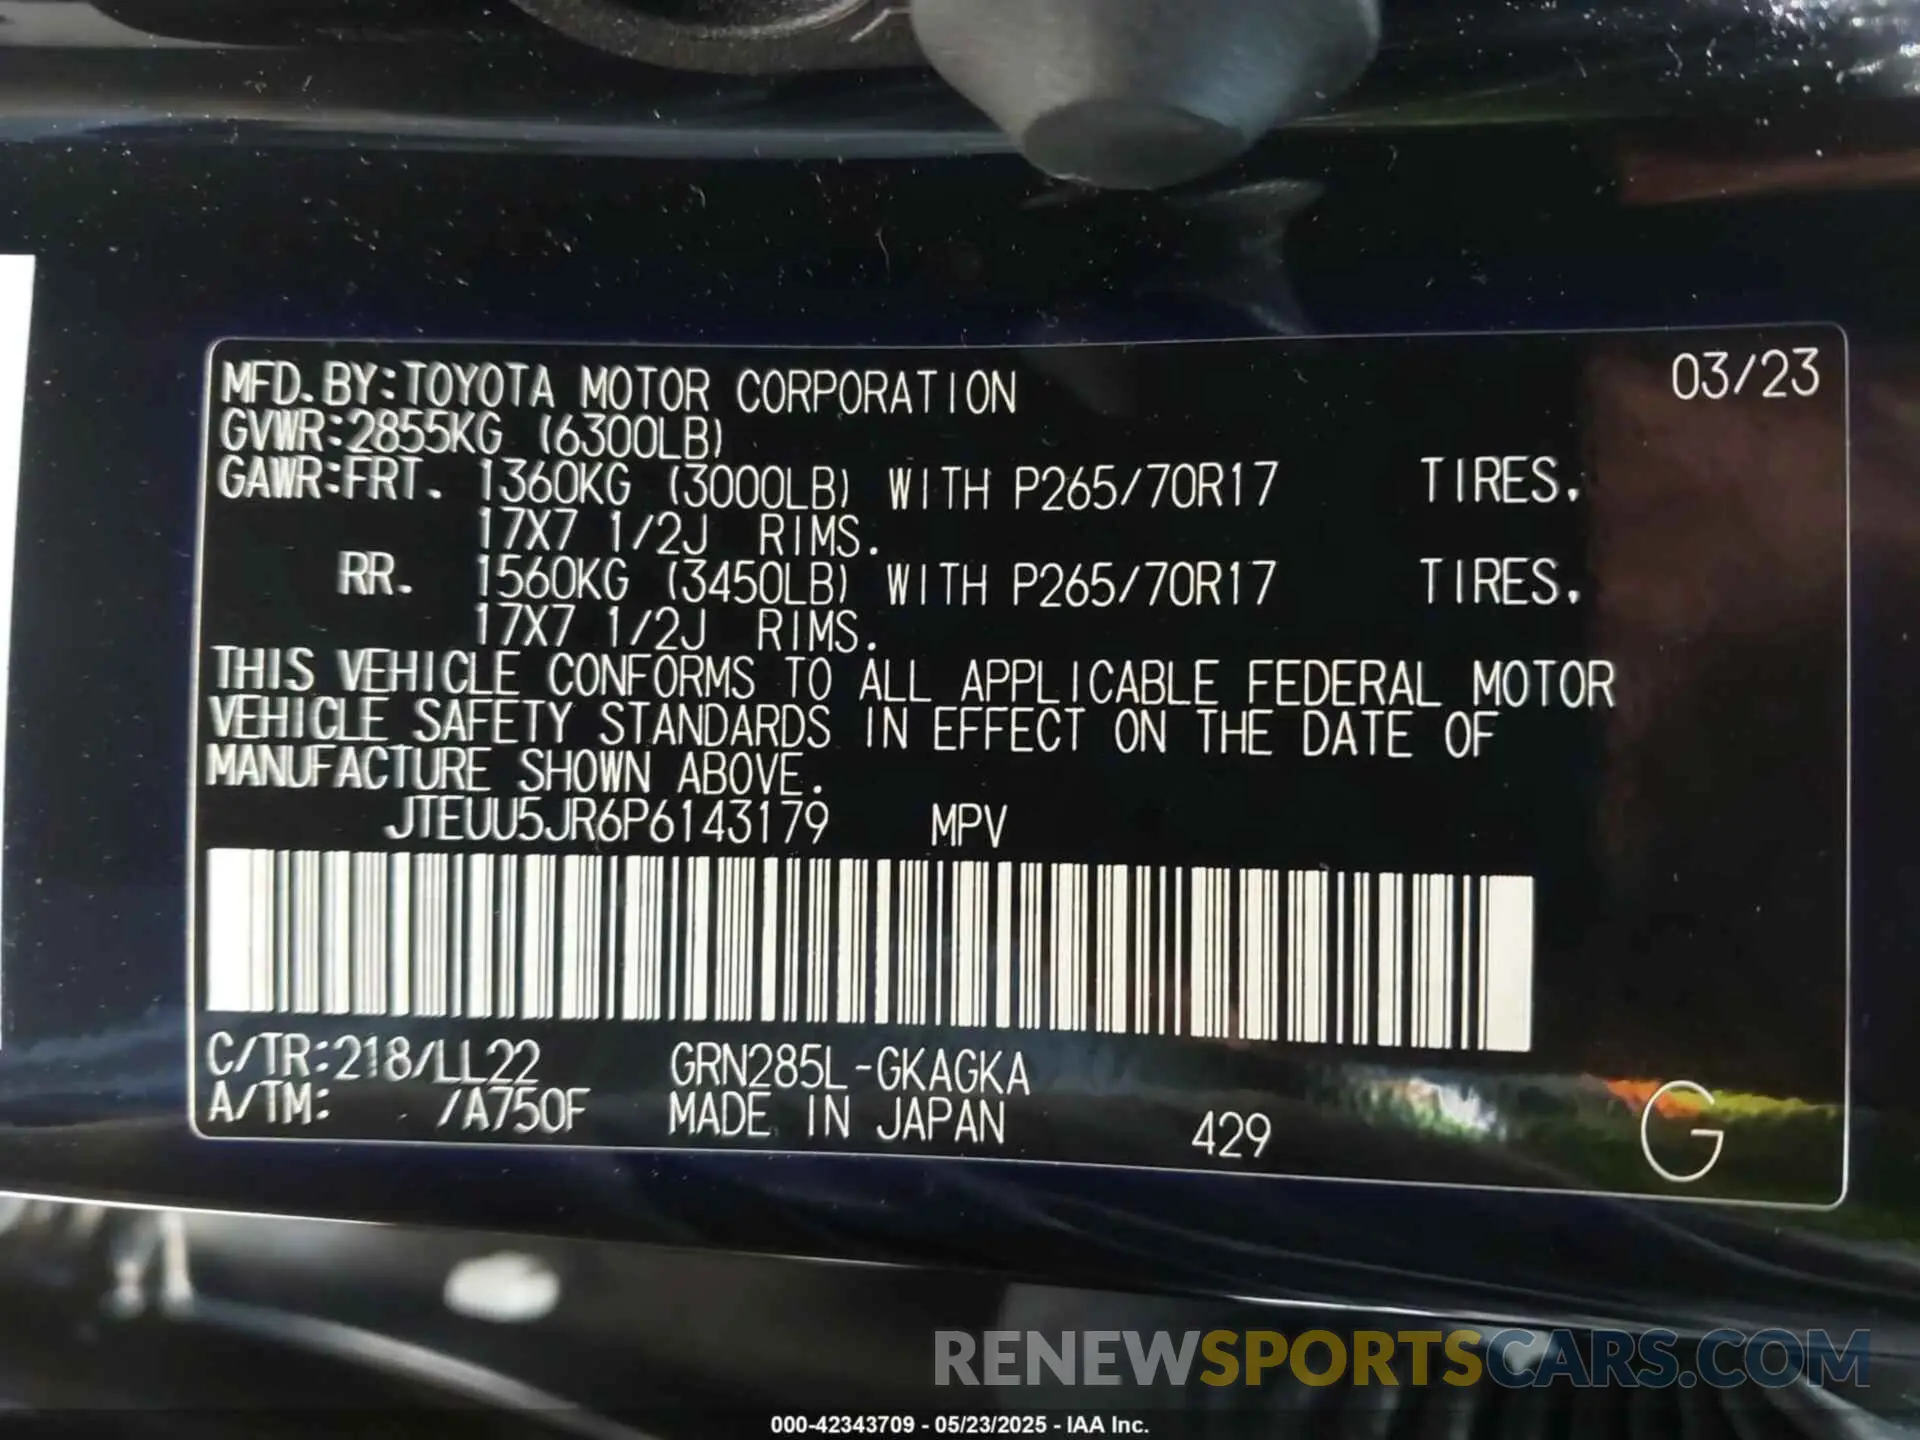 MFD.BY:TOYOTA MOTOR CORPORATION 03/23
GVWR:2855KG (6300LB)
GAWR:FRT. 1360KG (3000LB) WITH P265/70R17 TIRES.
17X7 1/2J RIMS.
RR. 1560KG (3450LB) WITH P265/70R17 TIRES.
17X7 1/2J RIMS.
THIS VEHICLE CONFORMS TO ALL APPLICABLE FEDERAL MOTOR
VEHICLE SAFETY STANDARDS IN EFFECT ON THE DATE OF
MANUFACTURE SHOWN ABOVE.
JTEUU5JR6P6143179 MPV
C/TR:218/LL22 GRN285L-GKAGKA
A/TM: /A750F MADE IN JAPAN 429 G
RENEWSPORTSCARS.COM
000-42343709 - 05/23/2025 - IAA Inc.